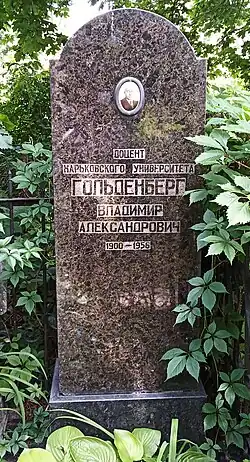 ДОЦЕНТ
ХАРЬКОВСКОГО УНИВЕРСИТЕТА
ГОЛЬДЕНБЕРГ
ВЛАДИМИР
АЛЕКСАНДРОВИЧ
1900-1956